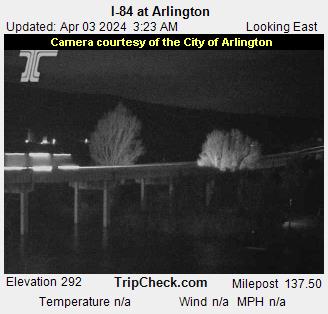 I-84 at Arlington
Updated: Apr 03 2024 3:23 AM Looking East
Camera courtesy of the City of Arlington
Elevation 292 TripCheck.com Milepost 137.50
Temperature n/a Wind n/a MPH n/a